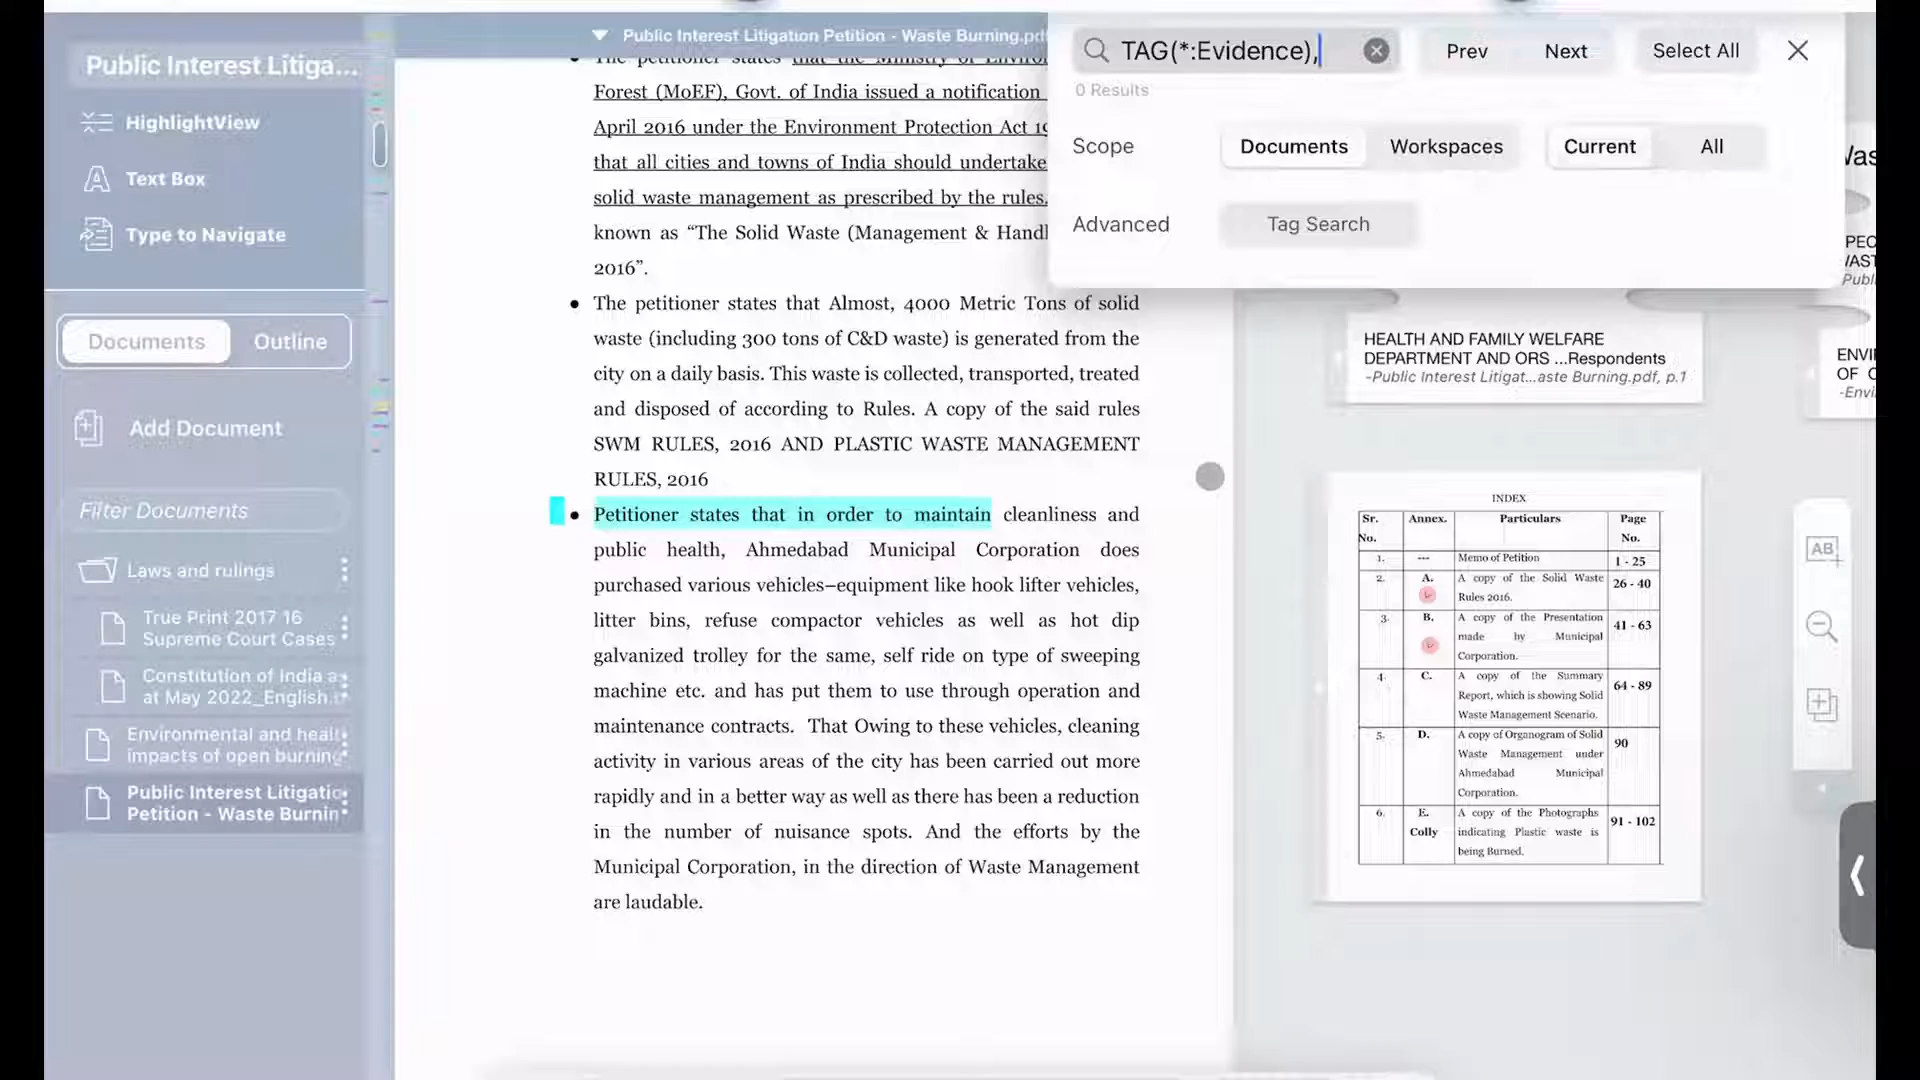 Public Interest Litiga...
HighlightView
Text Box
Type to Navigate
Documents
Outline
Add Document
Filter Documents
Laws and rulings
True Print 2017 16
Supreme Court Cases
Constitution of India
at May 2022_English.
Environmental and
impacts of open burning
Public Interest
Petition - Waste
Public Interest Litigation Petition - Waste Burning.pdf
The petitioner states that the Ministry of
Forest (MoEF), Govt. of India issued a notification
April 2016 under the Environment Protection Act
that all cities and towns of India should undertake
solid waste management as prescribed by the rules.
known as “The Solid Waste (Management &
2016”.
• The petitioner states that Almost, 4000 Metric Tons of solid
waste (including 300 tons of C&D waste) is generated from the
city on a daily basis. This waste is collected, transported, treated
and disposed of according to Rules. A copy of the said rules
SWM RULES, 2016 AND PLASTIC WASTE MANAGEMENT
RULES, 2016
• Petitioner states that in order to maintain cleanliness and
public health, Ahmedabad Municipal Corporation does
purchased various vehicles–equipment like hook lifter vehicles,
litter bins, refuse compactor vehicles as well as hot dip
galvanized trolley for the same, self ride on type of sweeping
machine etc. and has put them to use through operation and
maintenance contracts. That Owing to these vehicles, cleaning
activity in various areas of the city has been carried out more
rapidly and in a better way as well as there has been a reduction
in the number of nuisance spots. And the efforts by the
Municipal Corporation, in the direction of Waste Management
are laudable.
TAG(*:Evidence),
Prev
Next
Select All
0 Results
Scope
Documents
Workspaces
Current
All
Advanced
Tag Search
HEALTH AND FAMILY WELFARE
DEPARTMENT AND ORS ...Respondents
-Public Interest Litigat...aste Burning.pdf, p.1
INDEX
Sr. No. Annex. Particulars Page No.
1. --- Memo of Petition 1 - 25
2. A. A copy of the Solid Waste Rules 2016. 26 - 40
3. B. A copy of the Presentation made by Municipal Corporation. 41 - 63
4. C. A copy of the Summary Report, which is showing Solid Waste Management Scenario. 64 - 89
5. D. A copy of Organogram of Solid Waste Management under Ahmedabad Municipal Corporation. 90
6. E. Colly A copy of the Photographs indicating Plastic waste is being Burned. 91 - 102
AB